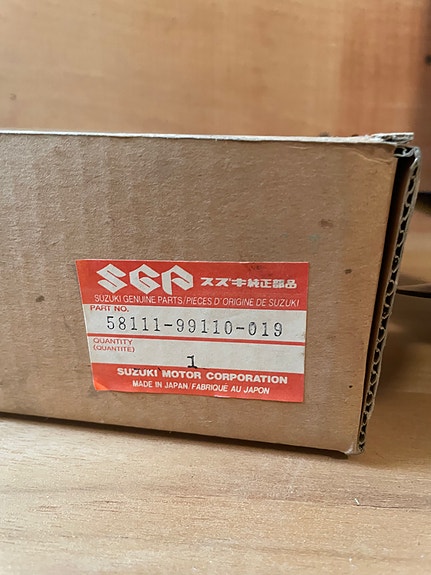 SGP スズキ純正部品
SUZUKI GENUINE PARTS/PIECES D'ORIGINE DE SUZUKI
PART NO.
58111-99110-019
QUANTITY
(QUANTITE)
1
SUZUKI MOTOR CORPORATION
MADE IN JAPAN/FABRIQUE AU JAPON